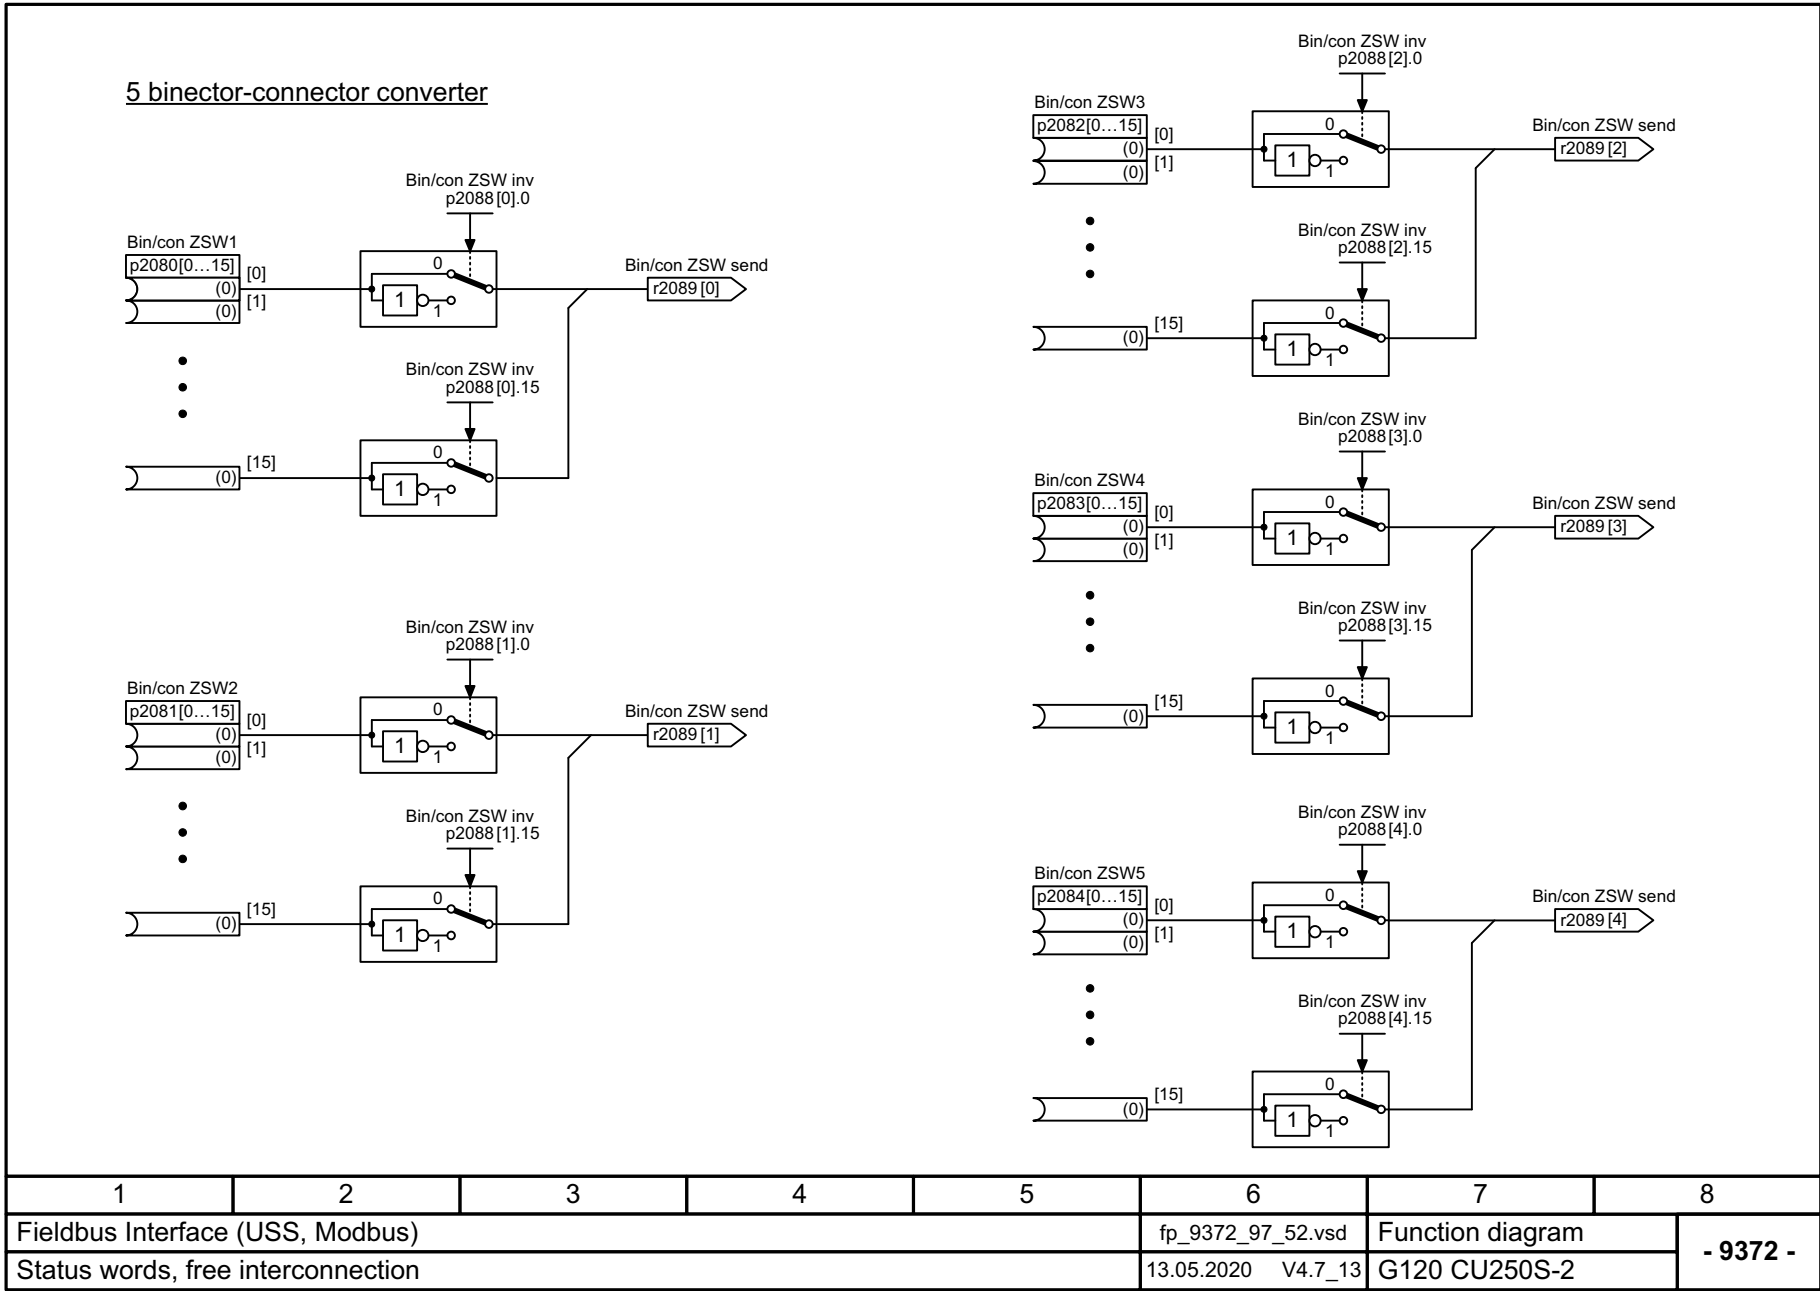 5 binector-connector converter
Bin/con ZSW inv
p2088[0].0
Bin/con ZSW1
p2080[0…15]
[0]
(0)
[1]
(0)
0
1
1
Bin/con ZSW send
r2089[0]
Bin/con ZSW inv
p2088[0].15
[15]
(0)
0
1
1
Bin/con ZSW inv
p2088[1].0
Bin/con ZSW2
p2081[0…15]
[0]
(0)
[1]
(0)
0
1
1
Bin/con ZSW send
r2089[1]
Bin/con ZSW inv
p2088[1].15
[15]
(0)
0
1
1
Bin/con ZSW inv
p2088[2].0
Bin/con ZSW3
p2082[0…15]
[0]
(0)
[1]
(0)
0
1
1
Bin/con ZSW send
r2089[2]
Bin/con ZSW inv
p2088[2].15
[15]
(0)
0
1
1
Bin/con ZSW inv
p2088[3].0
Bin/con ZSW4
p2083[0…15]
[0]
(0)
[1]
(0)
0
1
1
Bin/con ZSW send
r2089[3]
Bin/con ZSW inv
p2088[3].15
[15]
(0)
0
1
1
Bin/con ZSW inv
p2088[4].0
Bin/con ZSW5
p2084[0…15]
[0]
(0)
[1]
(0)
0
1
1
Bin/con ZSW send
r2089[4]
Bin/con ZSW inv
p2088[4].15
[15]
(0)
0
1
1
1 2 3 4 5 6 7 8
Fieldbus Interface (USS, Modbus) fp_9372_97_52.vsd Function diagram
- 9372 -
Status words, free interconnection 13.05.2020 V4.7_13 G120 CU250S-2